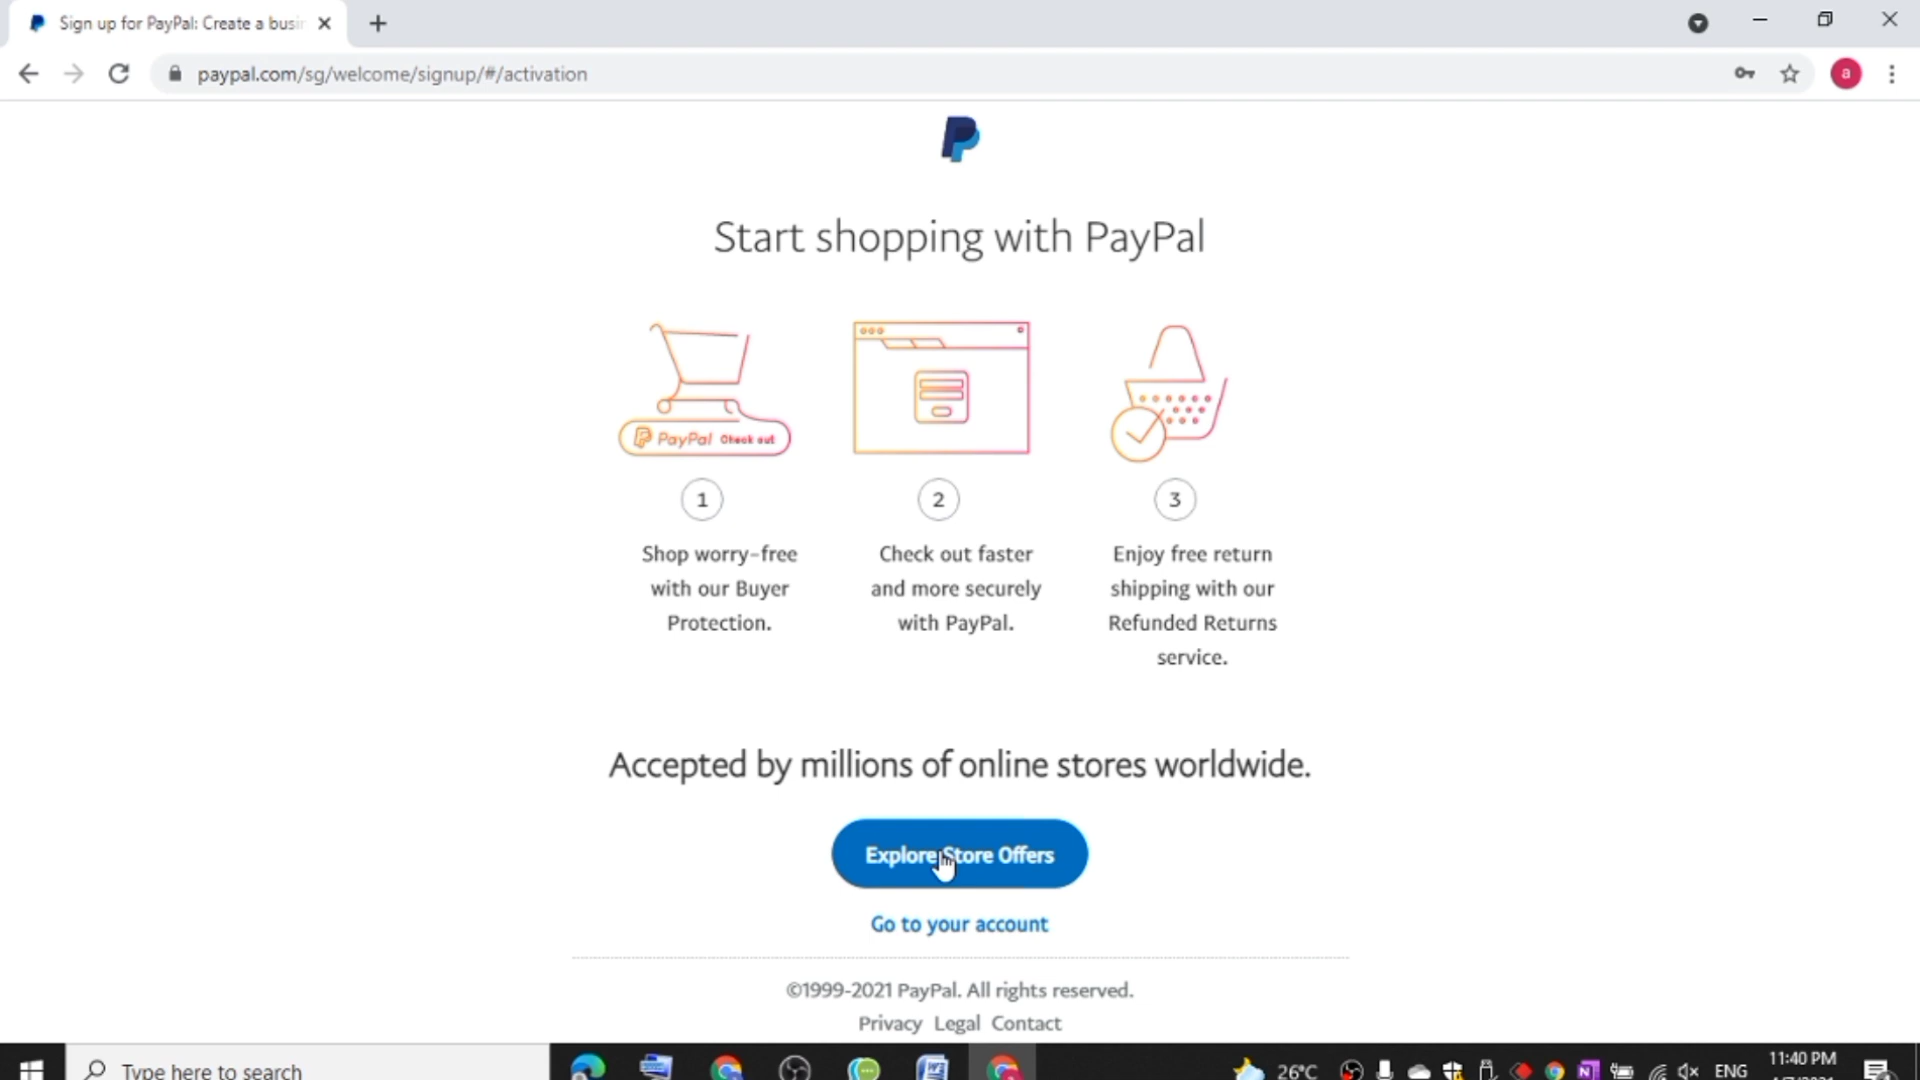 Sign up for PayPal: Create a busi
paypal.com/sg/welcome/signup/#/activation
a
Start shopping with PayPal
PayPal Check out
1
2
3
Shop worry-free
with our Buyer
Protection.
Check out faster
and more securely
with PayPal.
Enjoy free return
shipping with our
Refunded Returns
service.
Accepted by millions of online stores worldwide.
Explore Store Offers
Go to your account
©1999-2021 PayPal. All rights reserved.
Privacy Legal Contact
Type here to search
26°C
ENG
11:40 PM